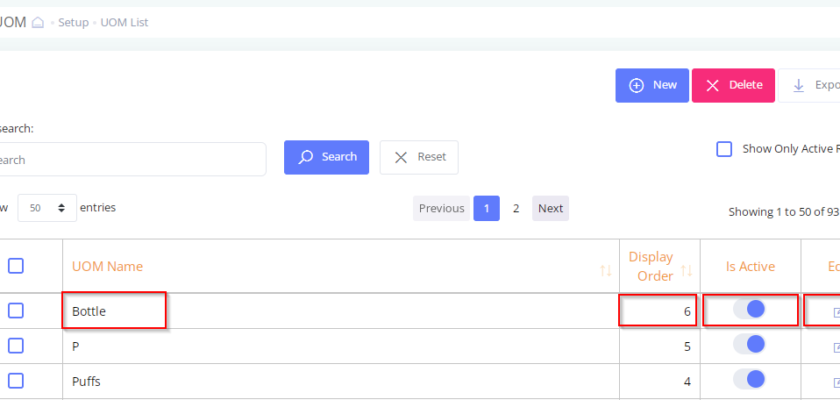 UOM Setup UOM List
New Delete Expo
search:
earch Search Reset Show Only Active R
w 50 entries Previous 1 2 Next Showing 1 to 50 of 93
UOM Name Display Order Is Active Ed
Bottle 6
P 5
Puffs 4